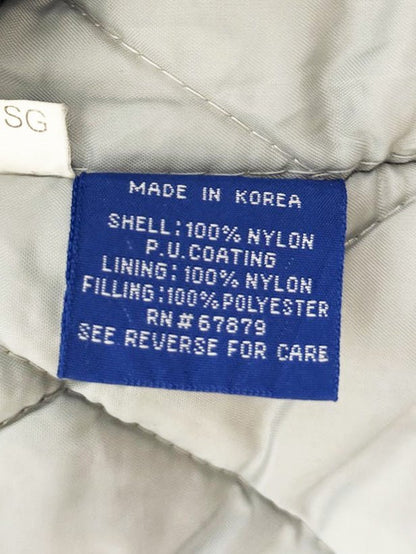 SG
MADE IN KOREA
SHELL:100% NYLON
P.U.COATING
LINING:100% NYLON
FILLING:100%POLYESTER
RN# 67879
SEE REVERSE FOR CARE